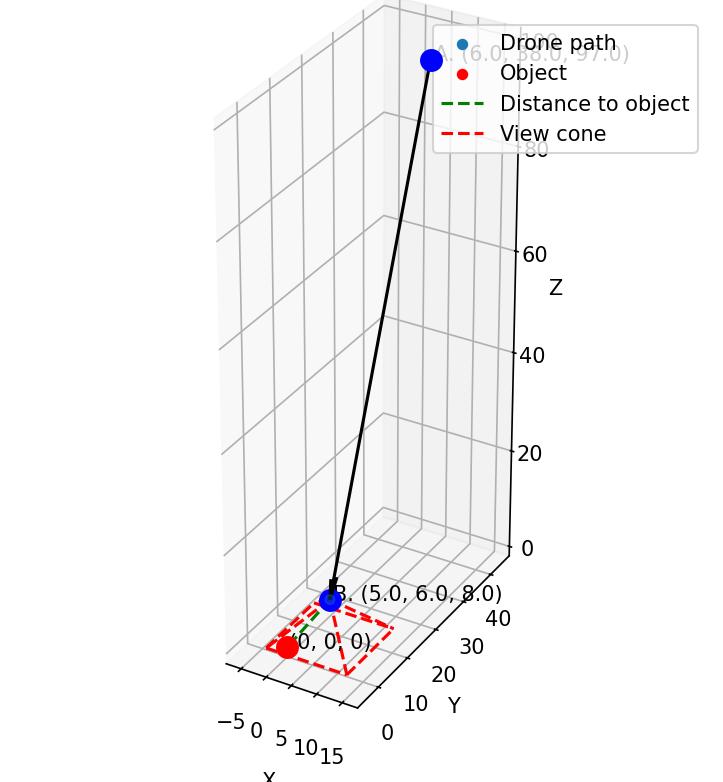 100
A. (6.0, 38.0, 97.0)
Drone path
Object
Distance to object
View cone
80
60
Z
40
20
0
B. (5.0, 6.0, 8.0)
40
(0, 0, 0)
30
20
10
Y
0
−5
0
5
10
15
X